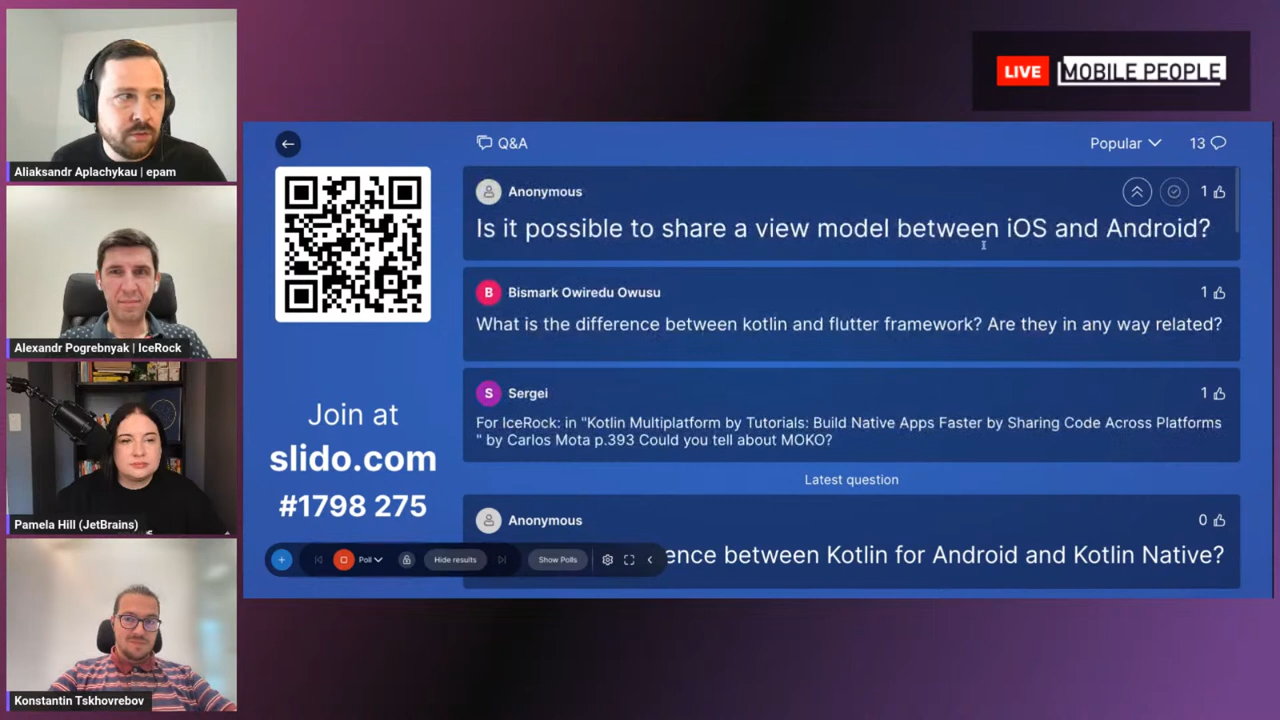 LIVE MOBILE PEOPLE
Aliaksandr Aplachykau | epam
Alexandr Pogrebnyak | IceRock
Pamela Hill (JetBrains)
Konstantin Tskhovrebov
Q&A
Popular
13
Join at
slido.com
#1798 275
Anonymous
1
Is it possible to share a view model between iOS and Android?
B
Bismark Owiredu Owusu
1
What is the difference between kotlin and flutter framework? Are they in any way related?
S
Sergei
1
For IceRock: in "Kotlin Multiplatform by Tutorials: Build Native Apps Faster by Sharing Code Across Platforms
" by Carlos Mota p.393 Could you tell about MOKO?
Latest question
Anonymous
0
ence between Kotlin for Android and Kotlin Native?
Poll
Hide results
Show Polls